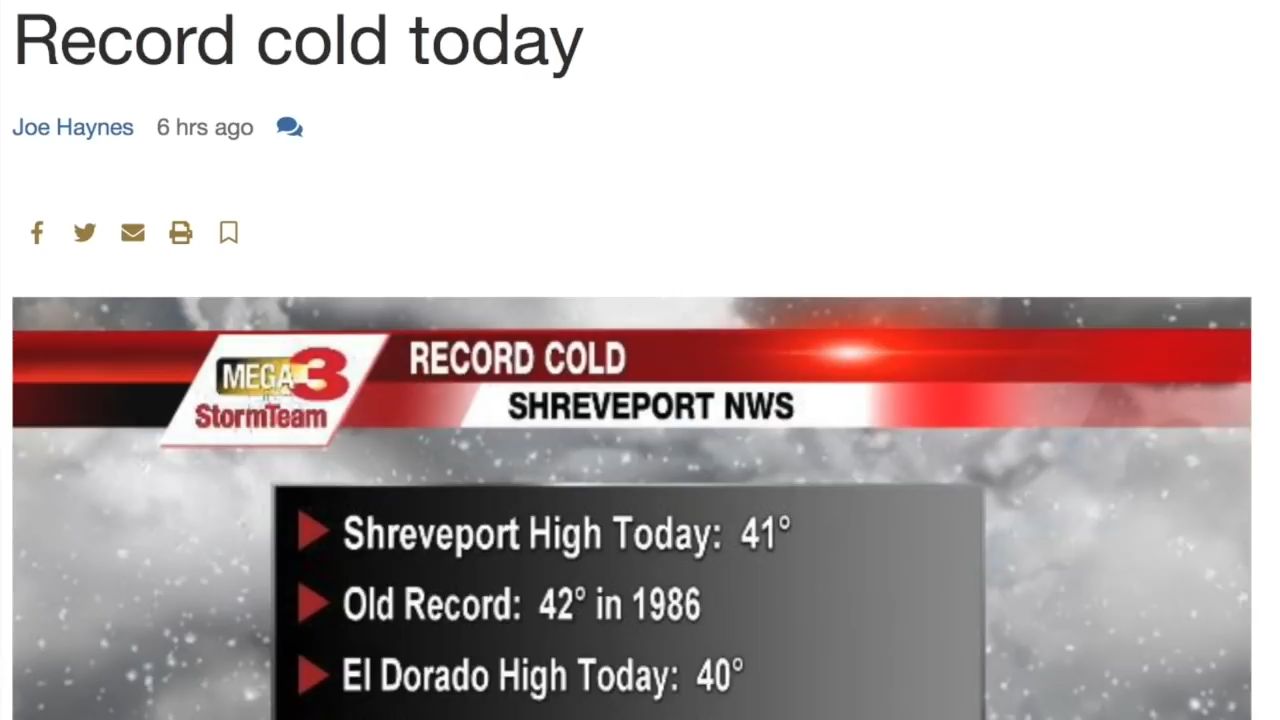 Record cold today
Joe Haynes 6 hrs ago
MEGA 3
StormTeam
RECORD COLD
SHREVEPORT NWS
Shreveport High Today: 41°
Old Record: 42° in 1986
El Dorado High Today: 40°